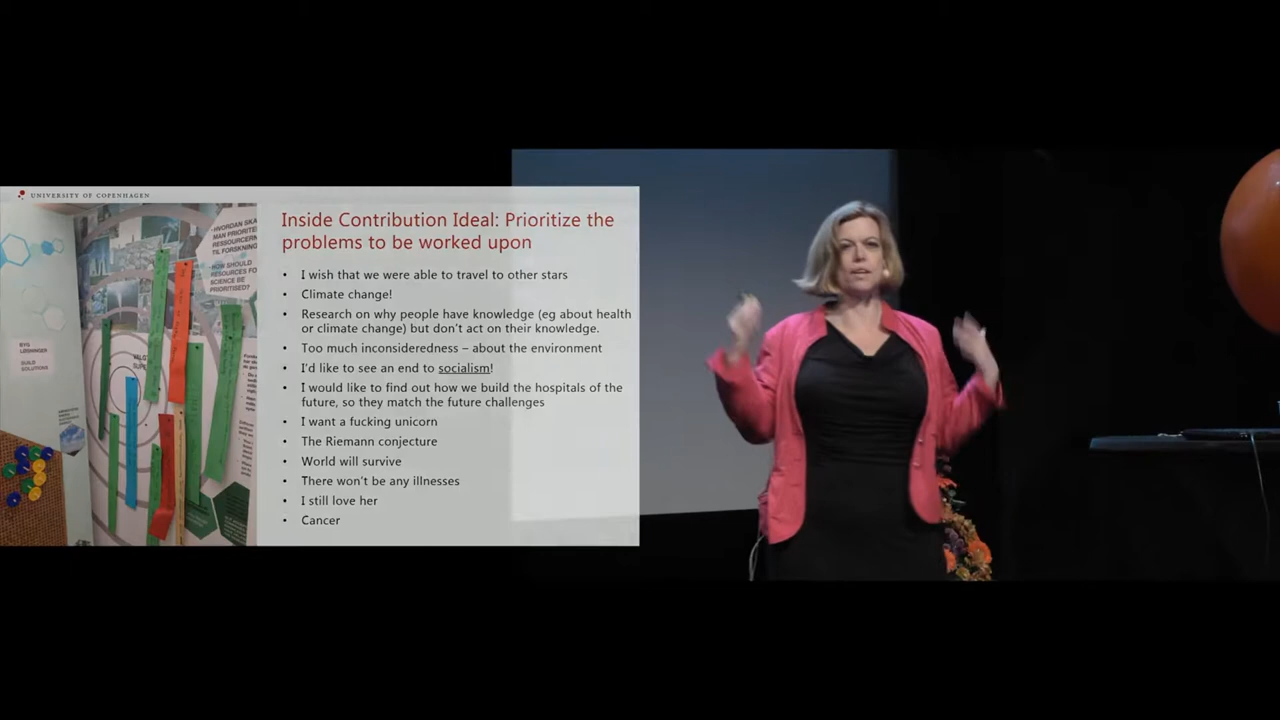 UNIVERSITY OF COPENHAGEN
HVORDAN SKA
MAN PRIORITE
RESSOURCERN
TIL FORSKNING
HOW SHOULD
RESOURCES FO
SCIENCE BE
PRIORITISED?
BYG
LØSNINGER
BUILD
SOLUTIONS
Inside Contribution Ideal: Prioritize the
problems to be worked upon
• I wish that we were able to travel to other stars
• Climate change!
• Research on why people have knowledge (eg about health
or climate change) but don't act on their knowledge.
• Too much inconsideredness – about the environment
• I'd like to see an end to socialism!
• I would like to find out how we build the hospitals of the
future, so they match the future challenges
• I want a fucking unicorn
• The Riemann conjecture
• World will survive
• There won't be any illnesses
• I still love her
• Cancer